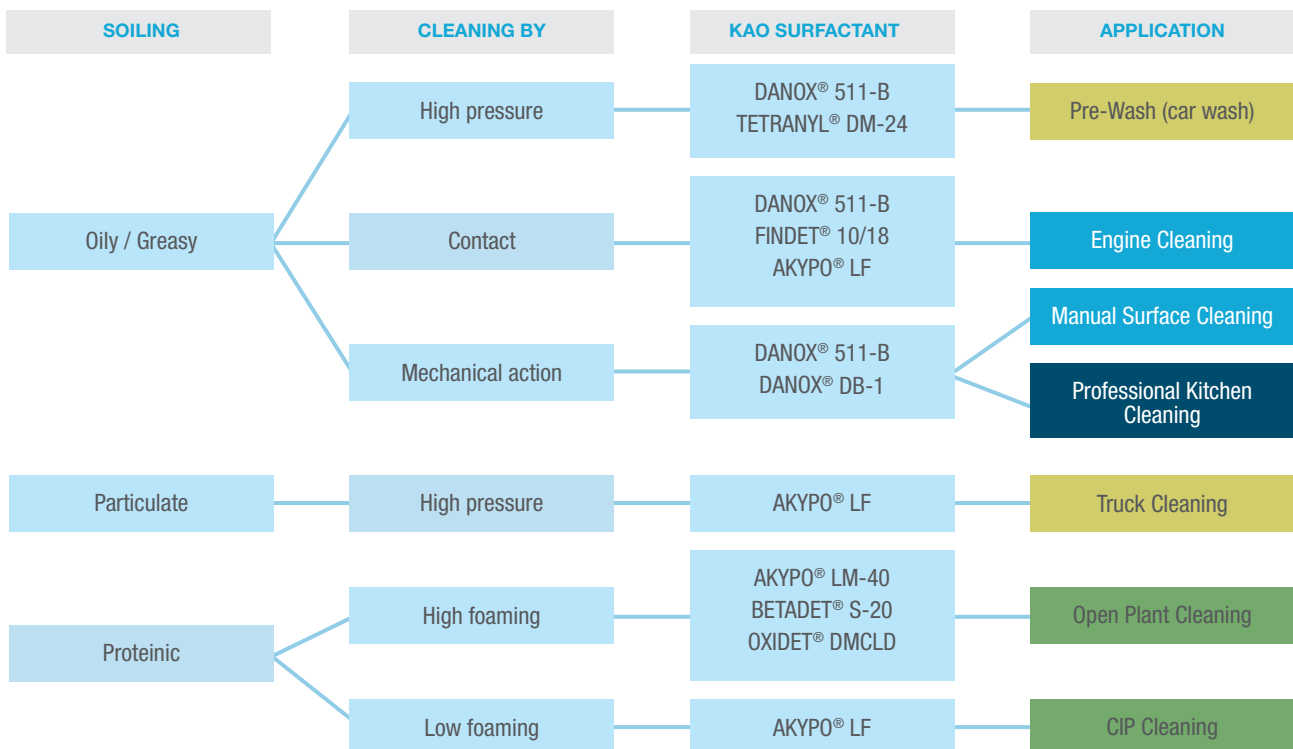 SOILING
CLEANING BY
KAO SURFACTANT
APPLICATION
Oily / Greasy
High pressure
DANOX® 511-B
TETRANYL® DM-24
Pre-Wash (car wash)
Contact
DANOX® 511-B
FINDET® 10/18
AKYPO® LF
Engine Cleaning
Mechanical action
DANOX® 511-B
DANOX® DB-1
Manual Surface Cleaning
Professional Kitchen
Cleaning
Particulate
High pressure
AKYPO® LF
Truck Cleaning
Proteinic
High foaming
AKYPO® LM-40
BETADET® S-20
OXIDET® DMCLD
Open Plant Cleaning
Low foaming
AKYPO® LF
CIP Cleaning